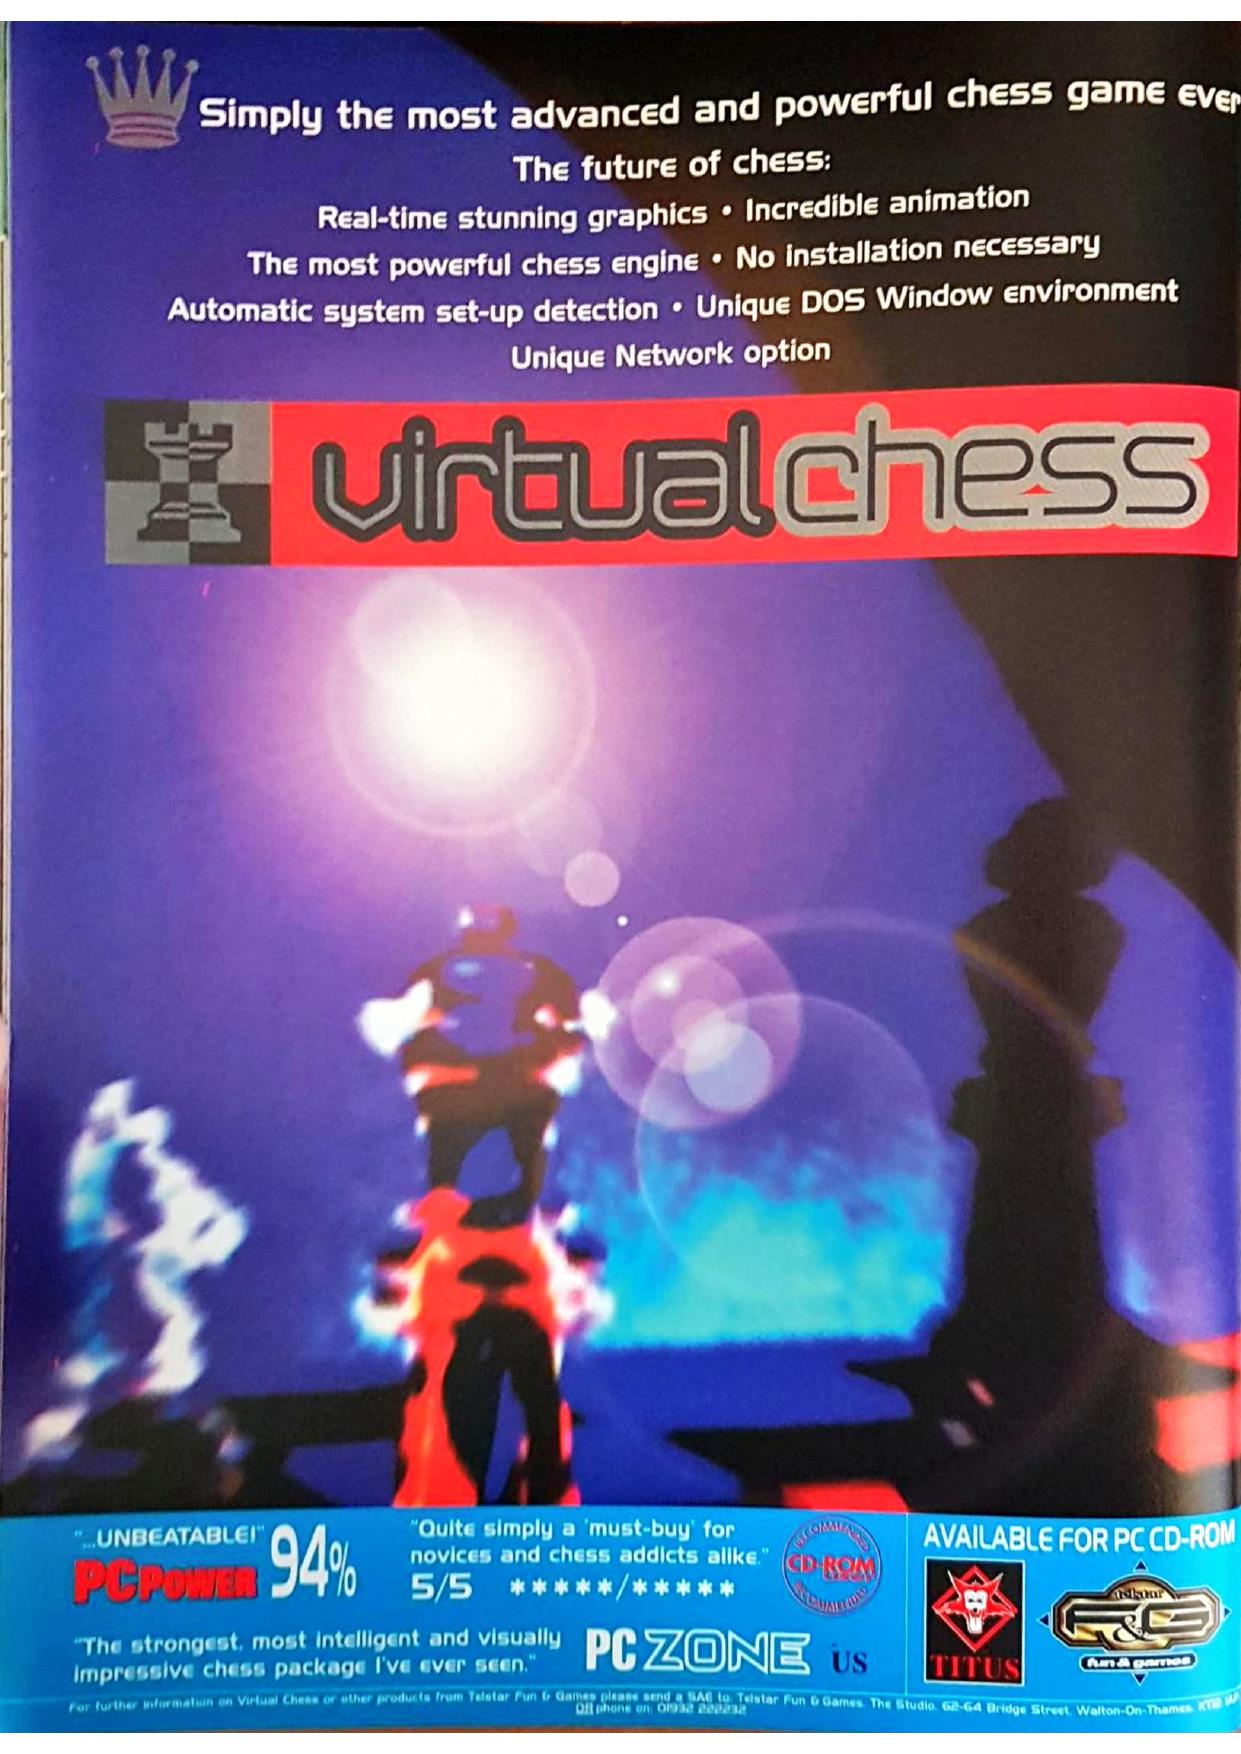 Simply the most advanced and powerful chess game ever
The future of chess:
Real-time stunning graphics • Incredible animation
The most powerful chess engine • No installation necessary
Automatic system set-up detection • Unique DOS Window environment
Unique Network option
virtualchess
"...UNBEATABLE!"
PC POWER 94%
"Quite simply a 'must-buy' for
novices and chess addicts alike."
5/5 *****/*****
RECOMMENDED
CD-ROM
RECOMMENDED
"The strongest, most intelligent and visually
impressive chess package I've ever seen."
PC ZONE US
AVAILABLE FOR PC CD-ROM
TITUS
telstar
F&G
fun & games
For further information on Virtual Chess or other products from Telstar Fun & Games please send a SAE to: Telstar Fun & Games, The Studio, 62-64 Bridge Street, Walton-On-Thames, KT12
OR phone on: 01932 222232